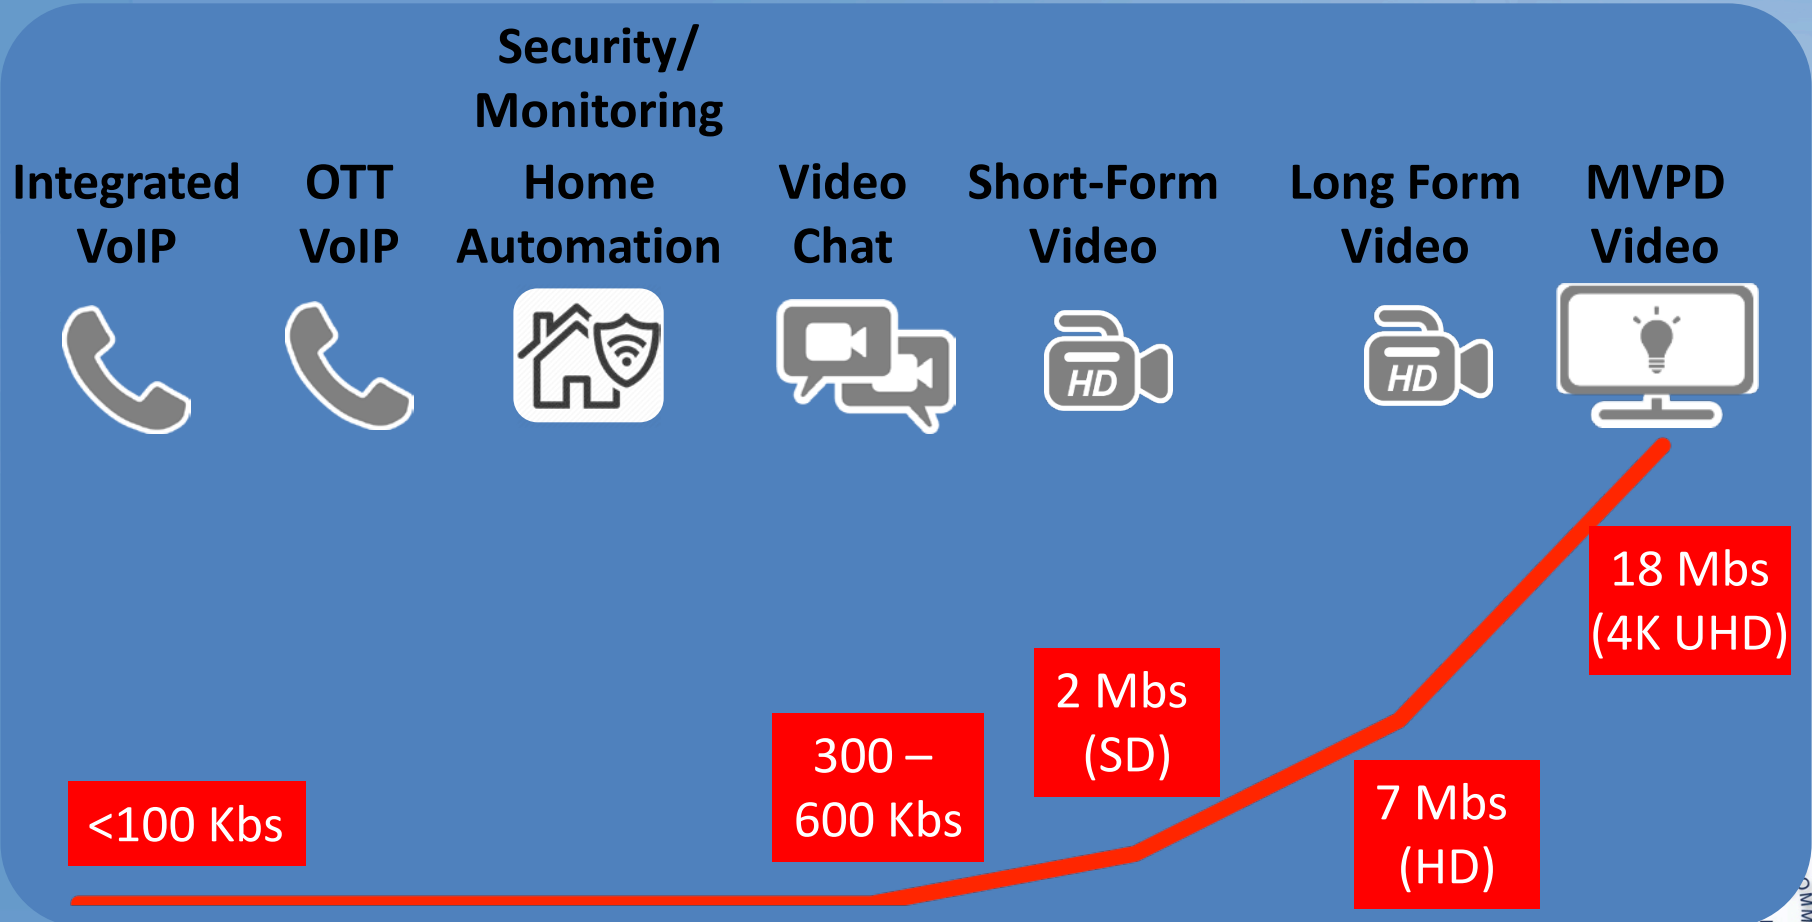 Security/
Monitoring
Integrated
VoIP
OTT
VoIP
Home
Automation
Video
Chat
Short-Form
Video
Long Form
Video
MVPD
Video
HD
HD
<100 Kbs
300 –
600 Kbs
2 Mbs
(SD)
7 Mbs
(HD)
18 Mbs
(4K UHD)